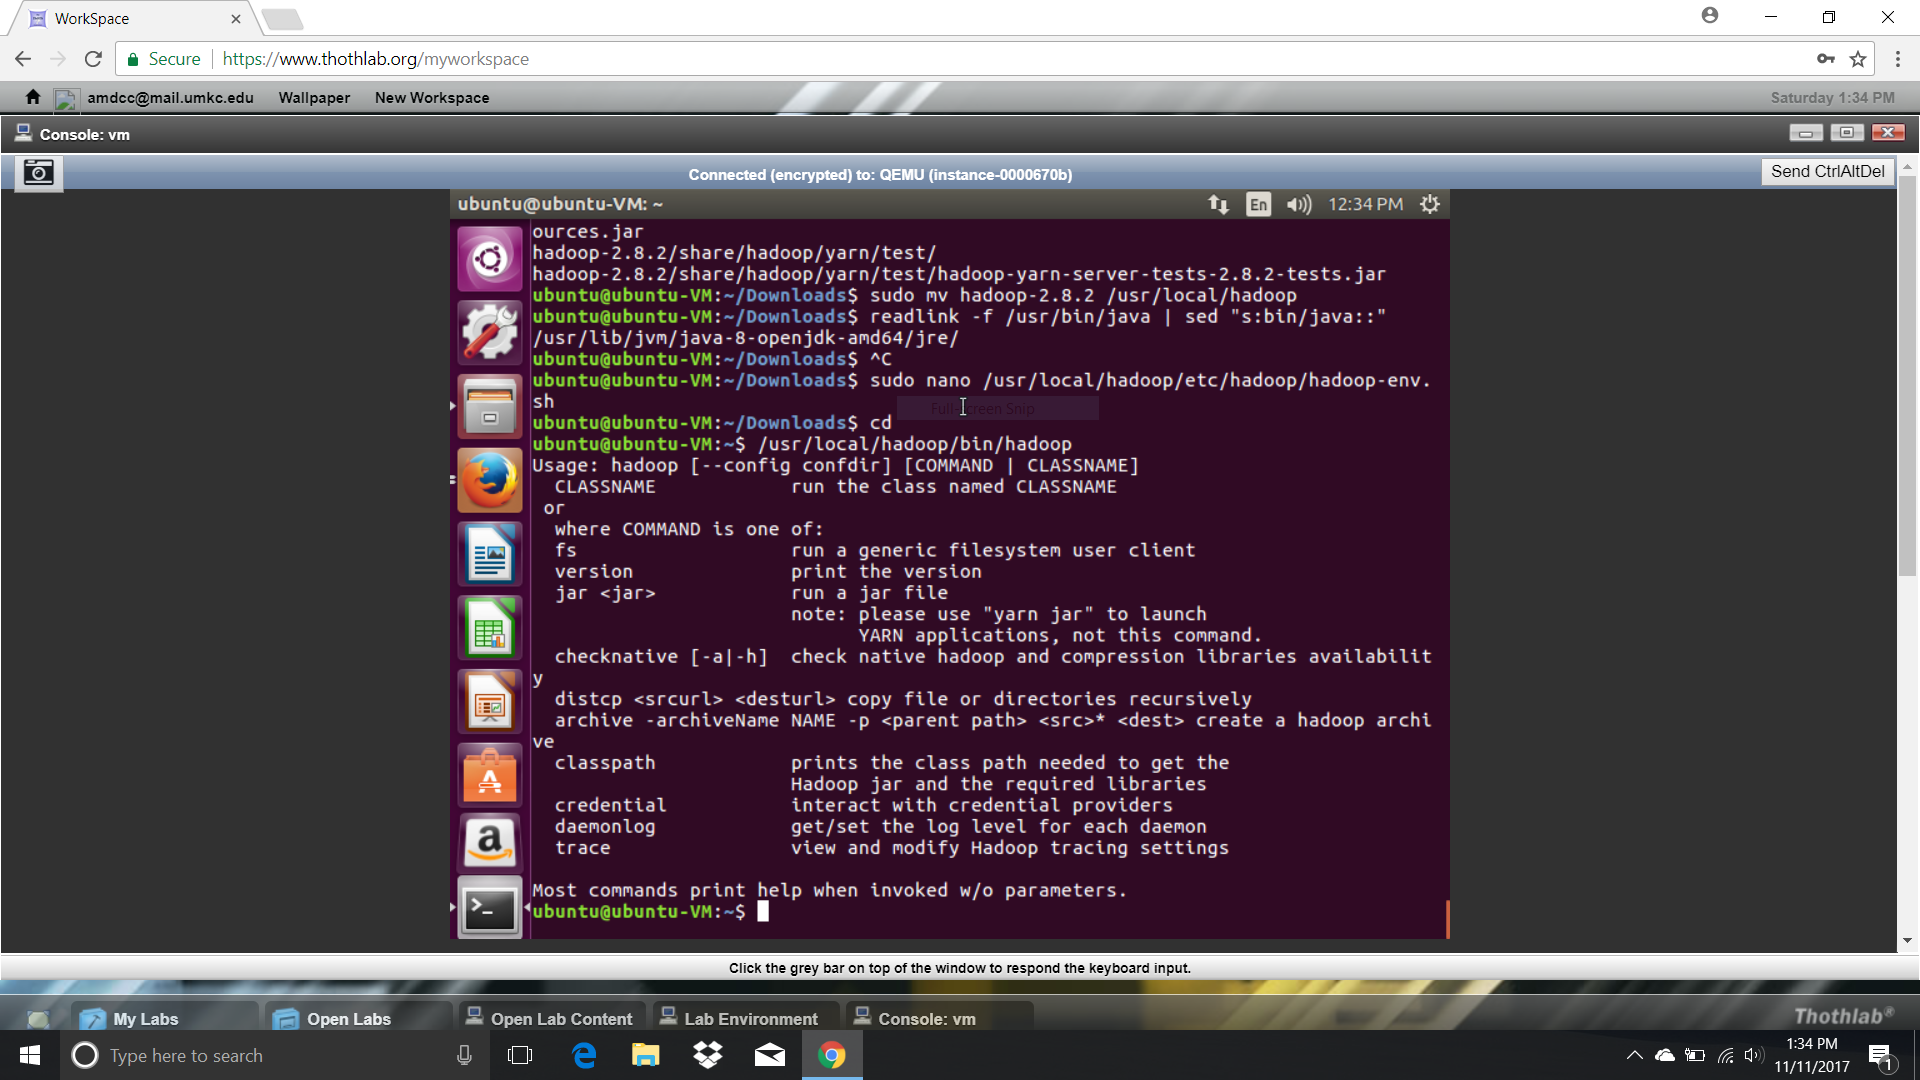 WorkSpace
Secure
https://www.thothlab.org/myworkspace
amdcc@mail.umkc.edu Wallpaper New Workspace Saturday 1:34 PM
Console: vm
Connected (encrypted) to: QEMU (instance-0000670b)
Send CtrlAltDel
ubuntu@ubuntu-VM: ~ En 12:34 PM
ources.jar
hadoop-2.8.2/share/hadoop/yarn/test/
hadoop-2.8.2/share/hadoop/yarn/test/hadoop-yarn-server-tests-2.8.2-tests.jar
ubuntu@ubuntu-VM:~/Downloads$ sudo mv hadoop-2.8.2 /usr/local/hadoop
ubuntu@ubuntu-VM:~/Downloads$ readlink -f /usr/bin/java | sed "s:bin/java::"
/usr/lib/jvm/java-8-openjdk-amd64/jre/
ubuntu@ubuntu-VM:~/Downloads$ ^C
ubuntu@ubuntu-VM:~/Downloads$ sudo nano /usr/local/hadoop/etc/hadoop/hadoop-env.
sh
Full-screen Snip
ubuntu@ubuntu-VM:~/Downloads$ cd
ubuntu@ubuntu-VM:~$ /usr/local/hadoop/bin/hadoop
Usage: hadoop [--config confdir] [COMMAND | CLASSNAME]
CLASSNAME run the class named CLASSNAME
or
where COMMAND is one of:
fs run a generic filesystem user client
version print the version
jar <jar> run a jar file
note: please use "yarn jar" to launch
YARN applications, not this command.
checknative [-a|-h] check native hadoop and compression libraries availabilit
y
distcp <srcurl> <desturl> copy file or directories recursively
archive -archiveName NAME -p <parent path> <src>* <dest> create a hadoop archi
ve
classpath prints the class path needed to get the
Hadoop jar and the required libraries
credential interact with credential providers
daemonlog get/set the log level for each daemon
trace view and modify Hadoop tracing settings
Most commands print help when invoked w/o parameters.
ubuntu@ubuntu-VM:~$
Click the grey bar on top of the window to respond the keyboard input.
My Labs Open Labs Open Lab Content Lab Environment Console: vm Thothlab®
Type here to search
1:34 PM
11/11/2017
1